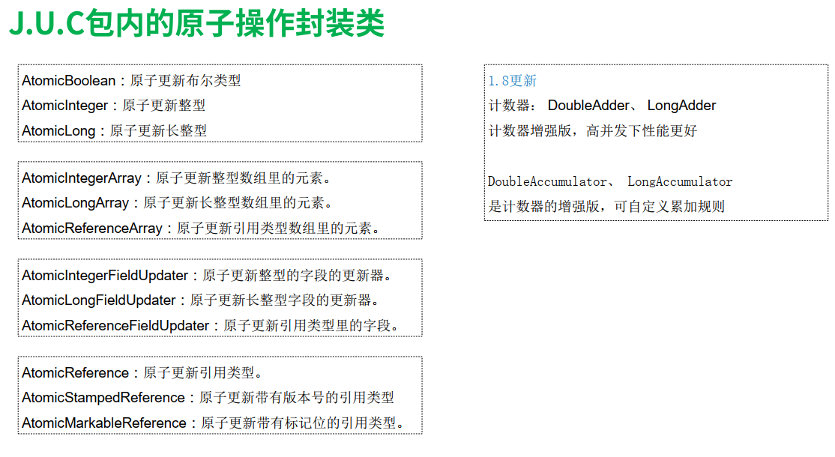 J.U.C包内的原子操作封装类
AtomicBoolean：原子更新布尔类型
AtomicInteger：原子更新整型
AtomicLong：原子更新长整型
AtomicIntegerArray：原子更新整型数组里的元素。
AtomicLongArray：原子更新长整型数组里的元素。
AtomicReferenceArray：原子更新引用类型数组里的元素。
AtomicIntegerFieldUpdater：原子更新整型的字段的更新器。
AtomicLongFieldUpdater：原子更新长整型字段的更新器。
AtomicReferenceFieldUpdater：原子更新引用类型里的字段。
AtomicReference：原子更新引用类型。
AtomicStampedReference：原子更新带有版本号的引用类型
AtomicMarkableReference：原子更新带有标记位的引用类型。
1.8更新
计数器： DoubleAdder、 LongAdder
计数器增强版，高并发下性能更好
DoubleAccumulator、 LongAccumulator
是计数器的增强版，可自定义累加规则